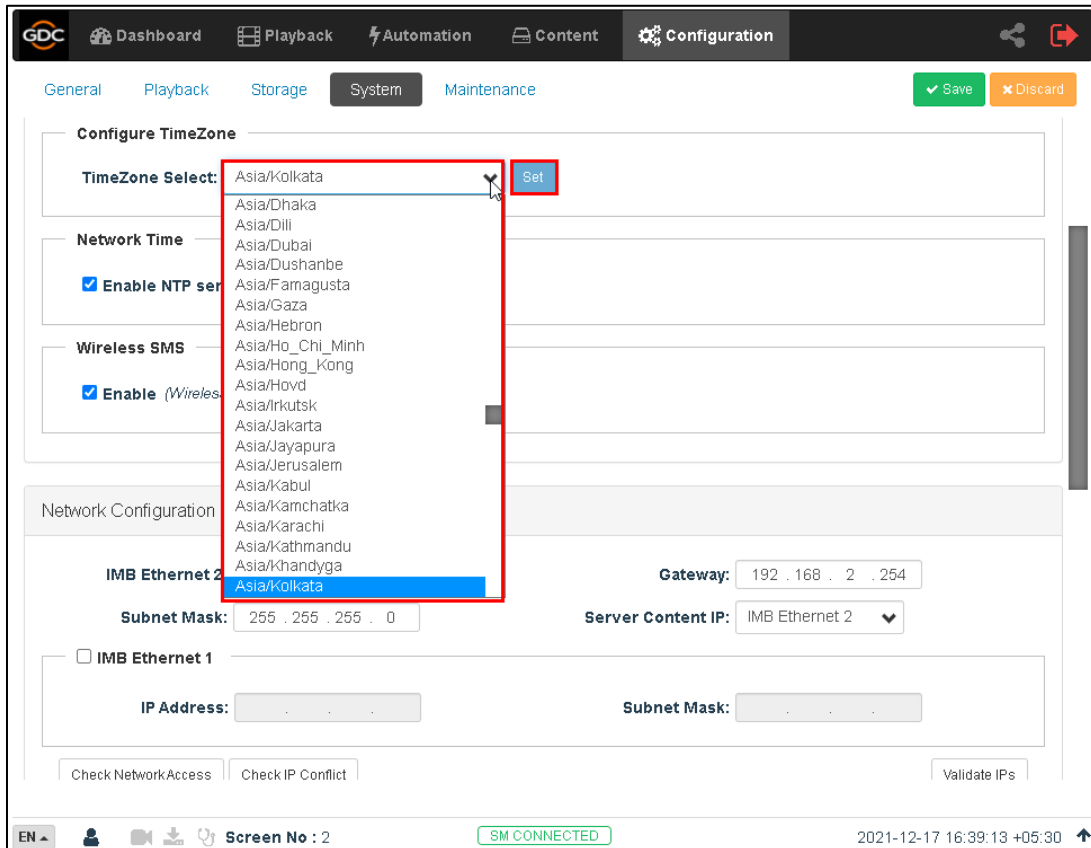 GDC Dashboard Playback Automation Content Configuration
General Playback Storage System Maintenance Save Discard
Configure TimeZone
TimeZone Select: Asia/Kolkata Set
Asia/Dhaka
Asia/Dili
Asia/Dubai
Asia/Dushanbe
Asia/Famagusta
Asia/Gaza
Asia/Hebron
Asia/Ho_Chi_Minh
Asia/Hong_Kong
Asia/Hovd
Asia/Irkutsk
Asia/Jakarta
Asia/Jayapura
Asia/Jerusalem
Asia/Kabul
Asia/Kamchatka
Asia/Karachi
Asia/Kathmandu
Asia/Khandyga
Asia/Kolkata
Network Time
Enable NTP ser
Wireless SMS
Enable (Wireles
Network Configuration
IMB Ethernet 2 Gateway: 192 . 168 . 2 . 254
Subnet Mask: 255 . 255 . 255 . 0 Server Content IP: IMB Ethernet 2
IMB Ethernet 1
IP Address: . . . Subnet Mask: . . .
Check Network Access Check IP Conflict Validate IPs
EN Screen No : 2 SM CONNECTED 2021-12-17 16:39:13 +05:30